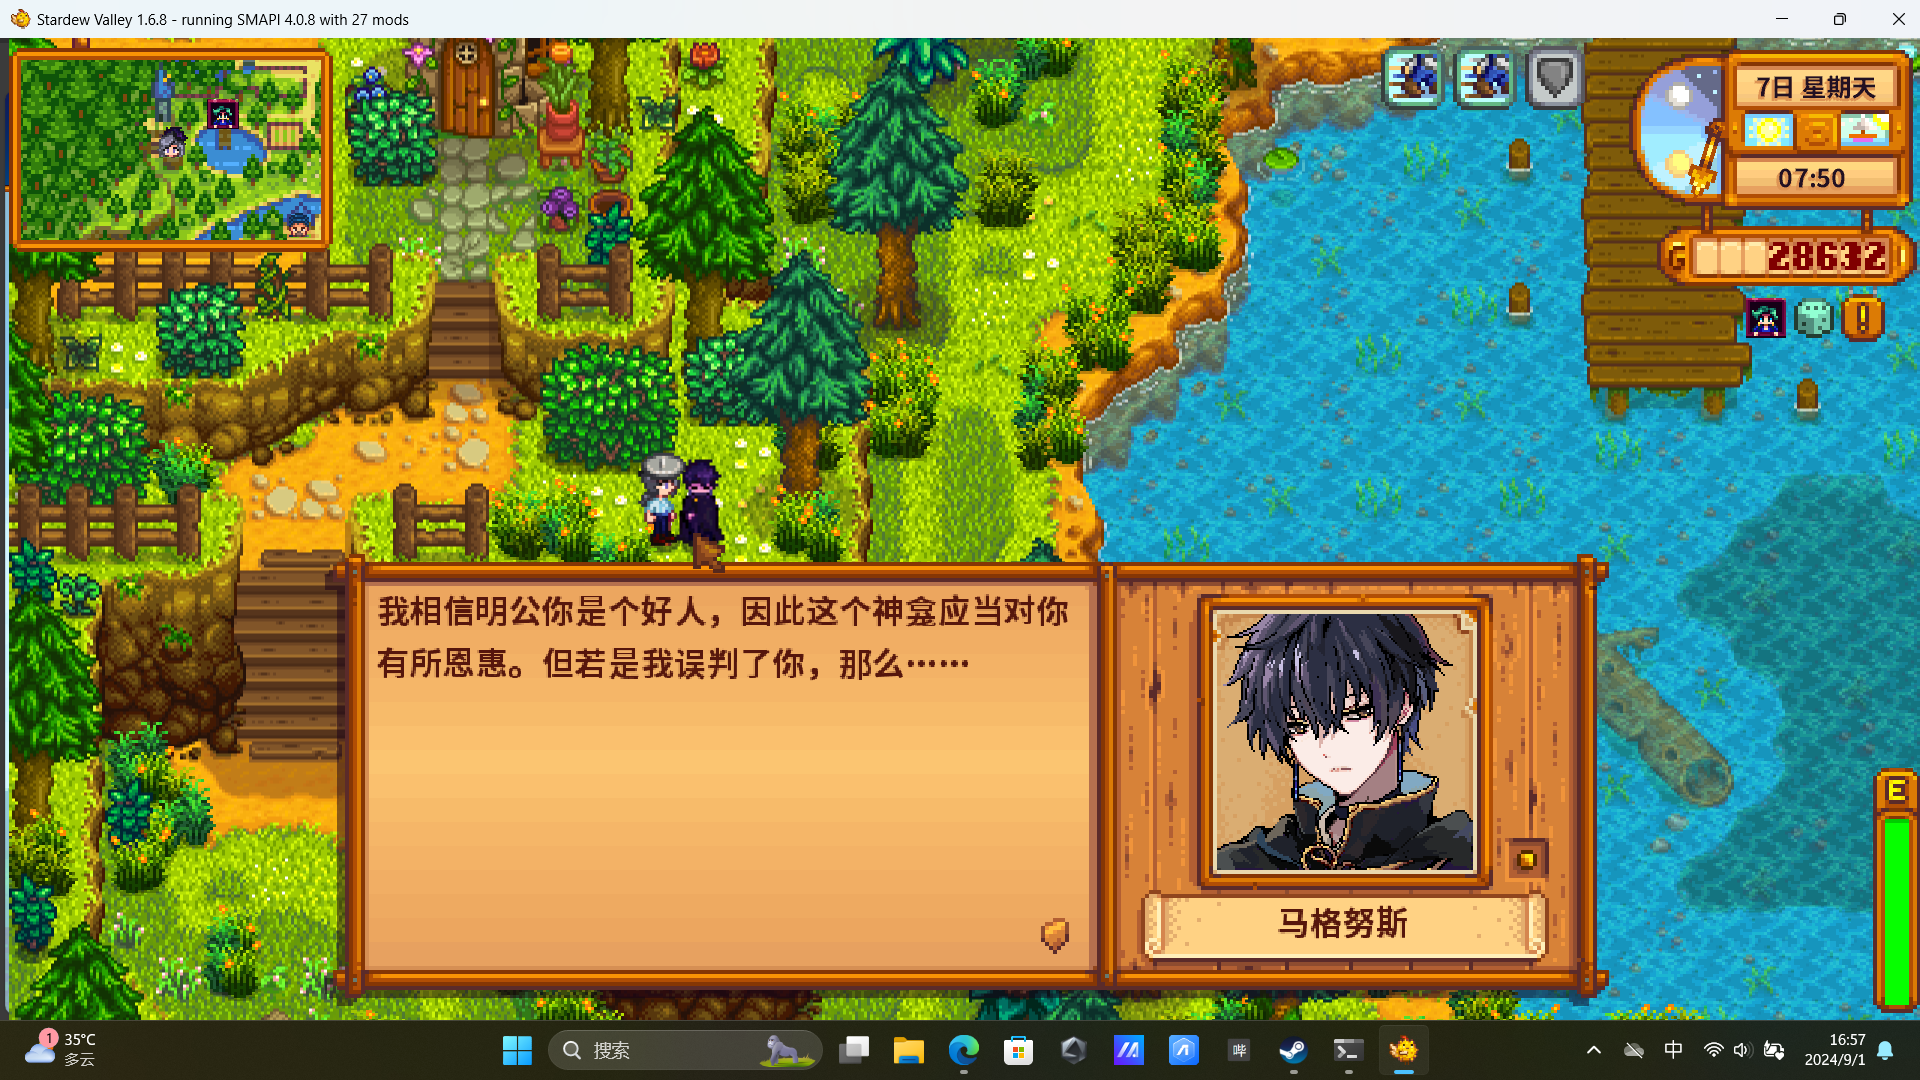 Stardew Valley 1.6.8 - running SMAPI 4.0.8 with 27 mods
7日 星期天
07:50
G
28632
我相信明公你是个好人，因此这个神龛应当对你
有所恩惠。但若是我误判了你，那么……
马格努斯
E
1
35°C
多云
搜索
哔
中
16:57
2024/9/1